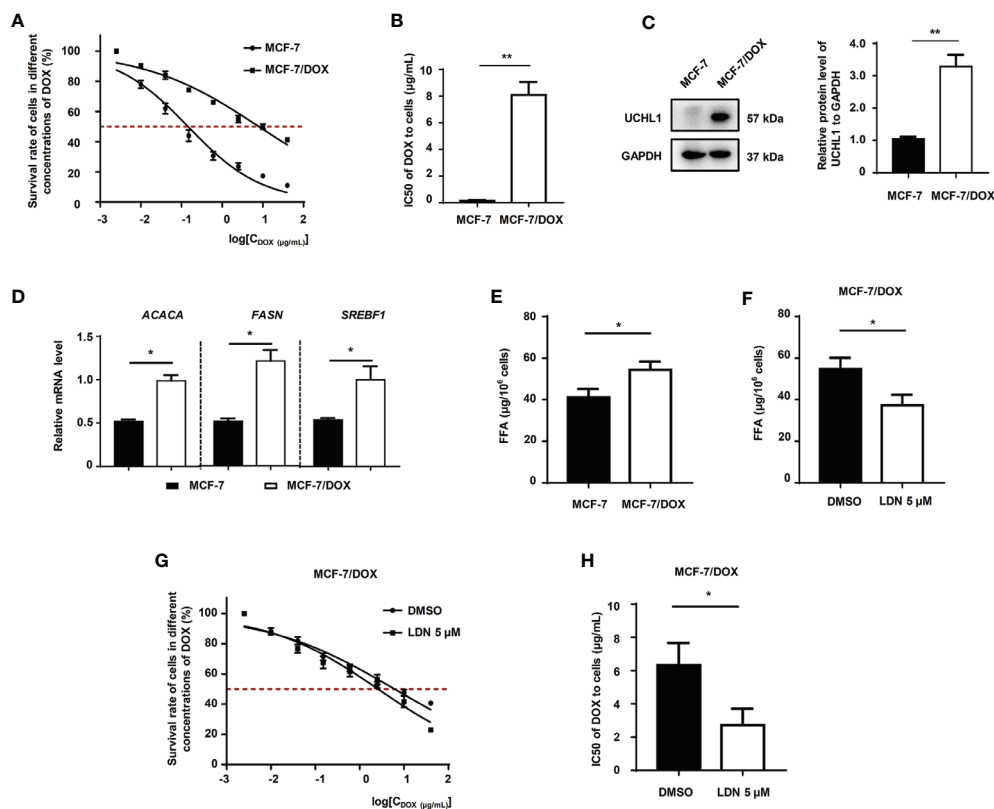 A
Survival rate of cells in different
concentrations of DOX (%)
100
80
60
40
20
0
-3
-2
-1
0
1
2
log[C DOX (µg/mL)]
MCF-7
MCF-7/DOX
B
IC50 of DOX to cells (µg/mL)
10
8
6
4
2
0
**
MCF-7 MCF-7/DOX
C
MCF-7
MCF-7/DOX
UCHL1
57 kDa
GAPDH
37 kDa
Relative protein level of
UCHL1 to GAPDH
4.0
3.0
2.0
1.0
0
**
MCF-7 MCF-7/DOX
D
ACACA
FASN
SREBF1
Relative mRNA level
1.5
1.0
0.5
0
*
*
*
MCF-7
MCF-7/DOX
E
FFA (µg/10⁶ cells)
80
60
40
20
0
*
MCF-7 MCF-7/DOX
F
MCF-7/DOX
FFA (µg/10⁶ cells)
80
60
40
20
0
*
DMSO LDN 5 µM
G
MCF-7/DOX
Survival rate of cells in different
concentrations of DOX (%)
100
80
60
40
20
0
-3
-2
-1
0
1
2
log[C DOX (µg/mL)]
DMSO
LDN 5 µM
H
MCF-7/DOX
IC50 of DOX to cells (µg/mL)
10
8
6
4
2
0
*
DMSO LDN 5 µM